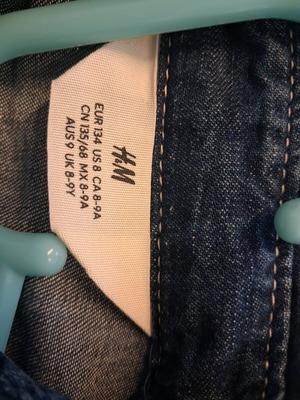 H&M
EUR 134 US 8 CA 8-9A
CN 135/68 MX 8-9A
AUS 9 UK 8-9Y